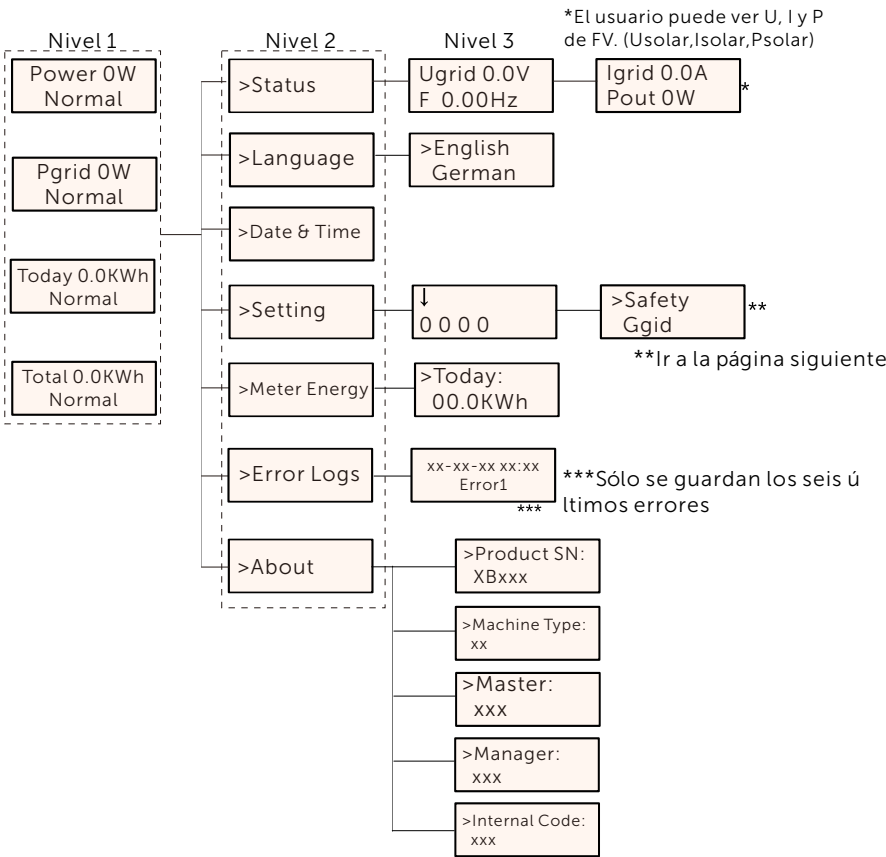 *El usuario puede ver U, I y P
de FV. (Usolar,Isolar,Psolar)
Nivel 1
Nivel 2
Nivel 3
Power 0W
Normal
Pgrid 0W
Normal
Today 0.0KWh
Normal
Total 0.0KWh
Normal
>Status
Ugrid 0.0V
F 0.00Hz
Igrid 0.0A
Pout 0W
*
>Language
>English
German
>Date & Time
>Setting
↓
0 0 0 0
>Safety
Ggid
**
**Ir a la página siguiente
>Meter Energy
>Today:
00.0KWh
>Error Logs
xx-xx-xx xx:xx
Error1
***
***Sólo se guardan los seis ú
ltimos errores
>About
>Product SN:
XBxxx
>Machine Type:
xx
>Master:
xxx
>Manager:
xxx
>Internal Code:
xxx